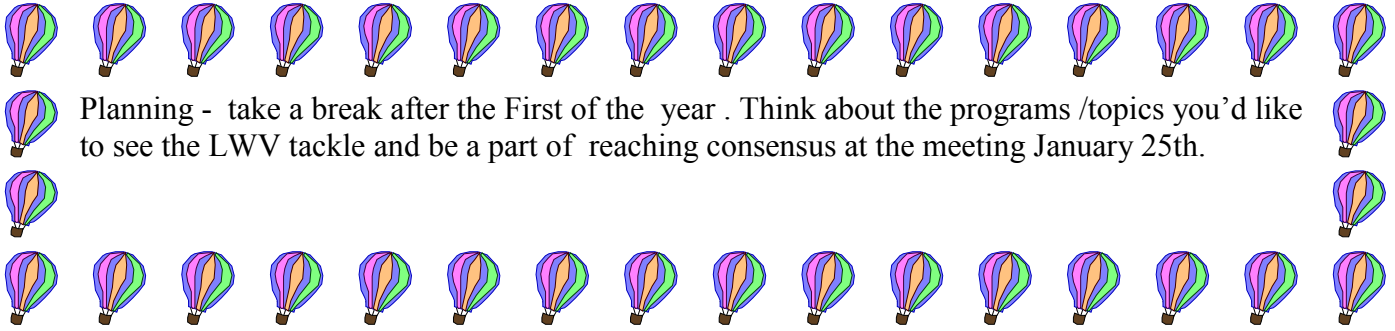 Planning -  take a break after the First of the  year . Think about the programs /topics you’d like
to see the LWV tackle and be a part of  reaching consensus at the meeting January 25th.